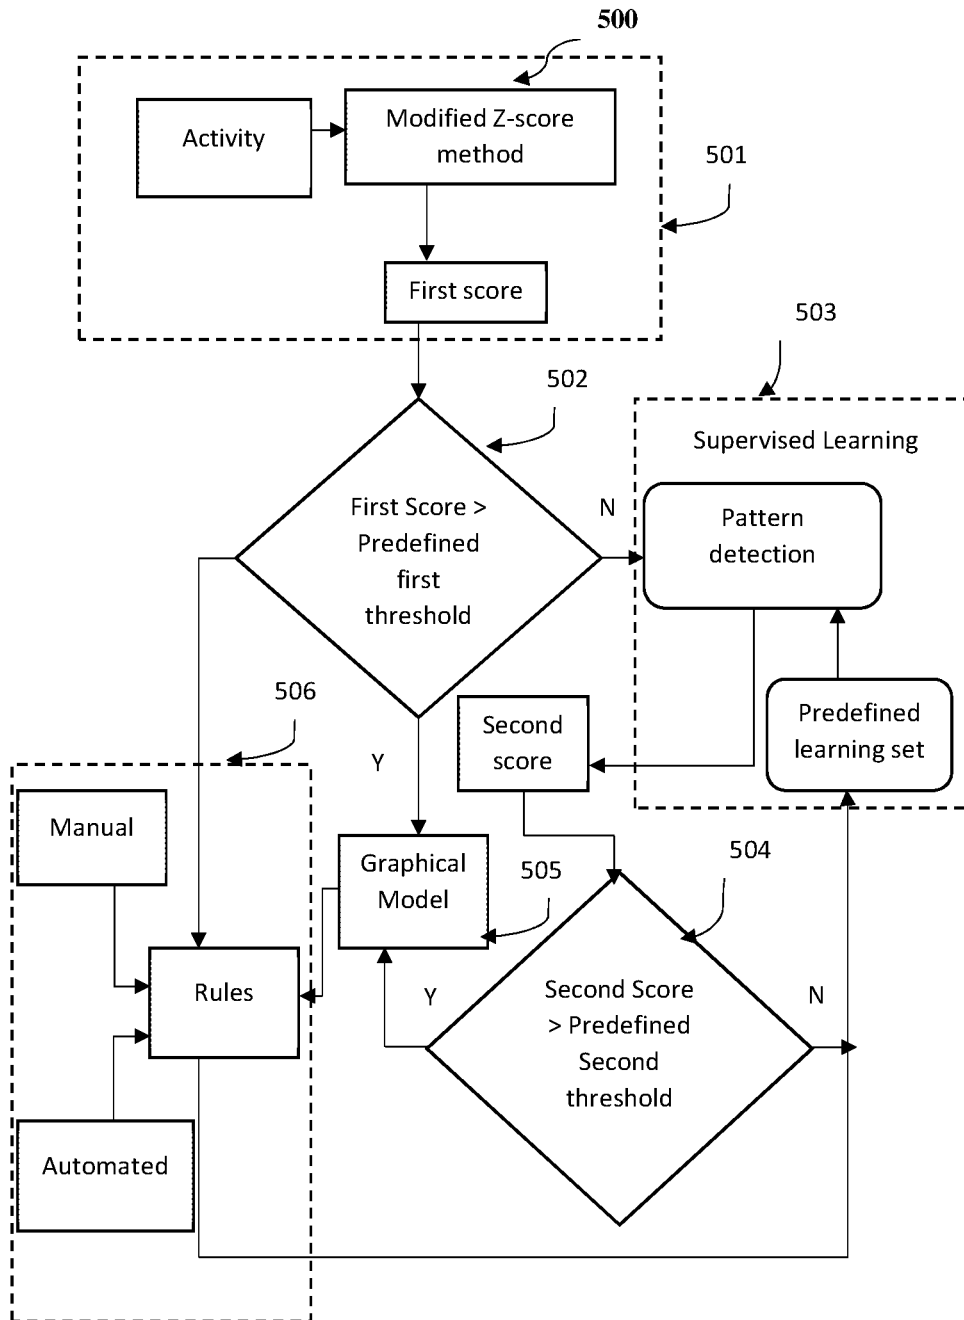 500
Activity
Modified Z-score
method
501
First score
503
502
Supervised Learning
First Score >
Predefined
first
threshold
N
Pattern
detection
506
Second
score
Predefined
learning set
Y
Manual
Graphical
Model
505
504
Rules
Y
Second Score
> Predefined
Second
threshold
N
Automated